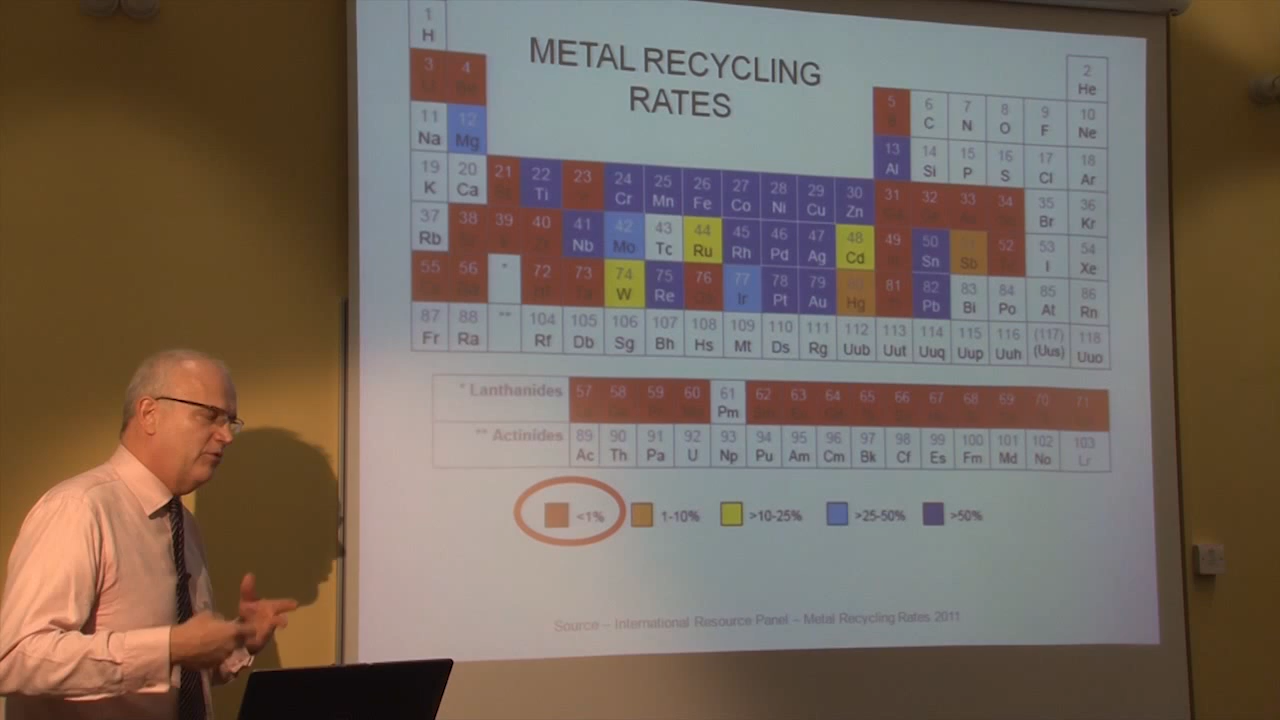 1
H
METAL RECYCLING
RATES
2
He
3 4
5 6 7 8 9 10
C N O F Ne
11 12
Na Mg
13 14 15 16 17 18
Al Si P S Cl Ar
19 20 21 22 23 24 25 26 27 28 29 30 31 32 33 34 35 36
K Ca Ti Cr Mn Fe Co Ni Cu Zn Br Kr
37 38 39 40 41 42 43 44 45 46 47 48 49 50 52 53 54
Rb Nb Mo Tc Ru Rh Pd Ag Cd Sn Sb I Xe
55 56 * 72 73 74 75 76 77 78 79 80 81 82 83 84 85 86
W Re Ir Pt Au Hg Pb Bi Po At Rn
87 88 ** 104 105 106 107 108 109 110 111 112 113 114 115 116 (117) 118
Fr Ra Rf Db Sg Bh Hs Mt Ds Rg Uub Uut Uuq Uup Uuh (Uus) Uuo
* Lanthanides 57 58 59 60 61 62 63 64 65 66 67 68 69 70 71
Pm
** Actinides 89 90 91 92 93 94 95 96 97 98 99 100 101 102 103
Ac Th Pa U Np Pu Am Cm Bk Cf Es Fm Md No Lr
<1% 1-10% >10-25% >25-50% >50%
Source – International Resource Panel – Metal Recycling Rates 2011